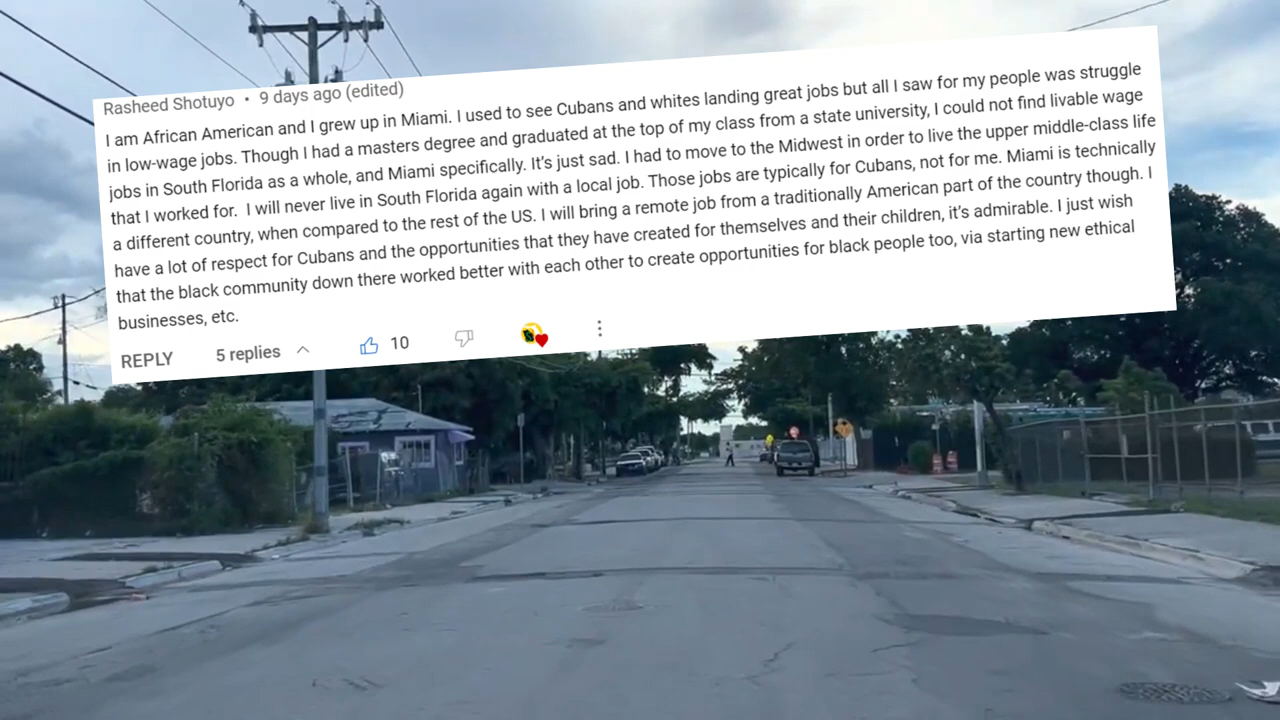 Rasheed Shotuyo • 9 days ago (edited)
I am African American and I grew up in Miami. I used to see Cubans and whites landing great jobs but all I saw for my people was struggle
in low-wage jobs. Though I had a masters degree and graduated at the top of my class from a state university, I could not find livable wage
jobs in South Florida as a whole, and Miami specifically. It's just sad. I had to move to the Midwest in order to live the upper middle-class life
that I worked for.  I will never live in South Florida again with a local job. Those jobs are typically for Cubans, not for me. Miami is technically
a different country, when compared to the rest of the US. I will bring a remote job from a traditionally American part of the country though. I
have a lot of respect for Cubans and the opportunities that they have created for themselves and their children, it's admirable. I just wish
that the black community down there worked better with each other to create opportunities for black people too, via starting new ethical
businesses, etc.
REPLY 5 replies 10